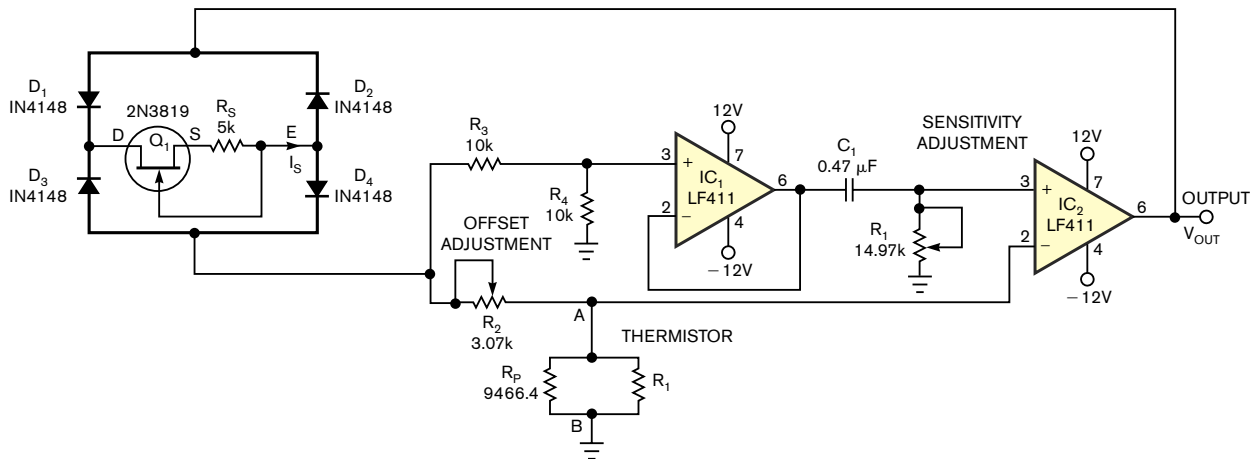 D1
IN4148
D2
IN4148
2N3819
RS
5k
D
Q1
S
E
IS
D3
IN4148
D4
IN4148
R3
10k
R4
10k
OFFSET
ADJUSTMENT
R2
3.07k
A
THERMISTOR
RP
9466.4
R1
B
3
+
2
−
IC1
LF411
12V
7
6
4
−12V
C1
0.47 µF
SENSITIVITY
ADJUSTMENT
R1
14.97k
3
+
2
−
IC2
LF411
12V
7
6
4
−12V
OUTPUT
VOUT